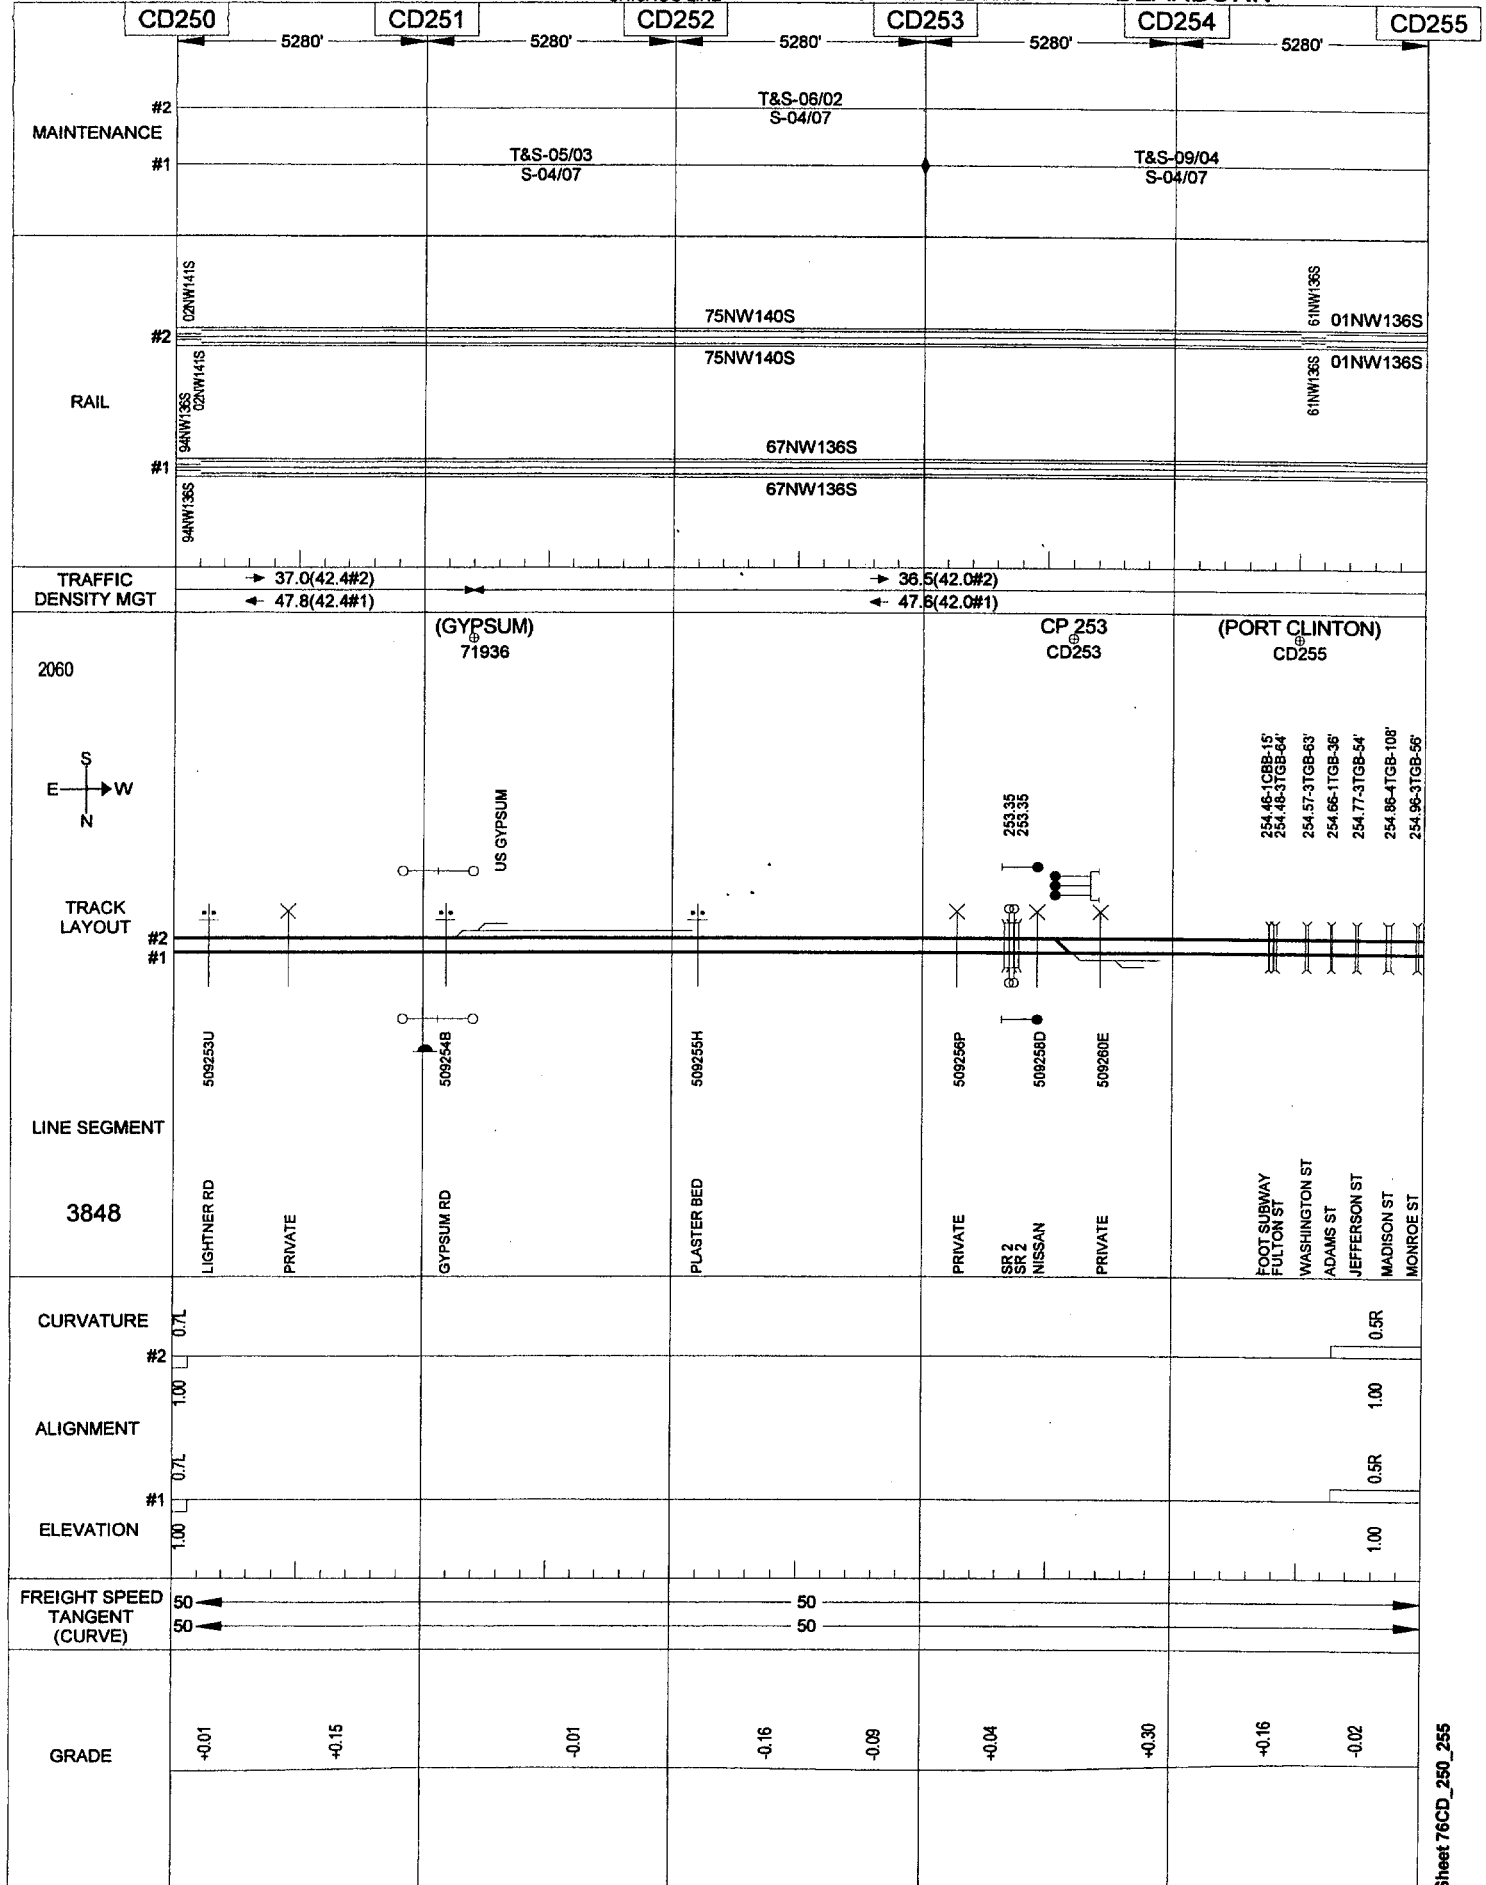 CD250
CD251
CD252
CD253
CD254
CD255
5280'
5280'
5280'
5280'
5280'
MAINTENANCE
#2
T&S-06/02
S-04/07
#1
T&S-05/03
S-04/07
T&S-09/04
S-04/07
RAIL
02NW141S
75NW140S
61NW136S
01NW136S
#2
02NW141S
75NW140S
61NW136S
01NW136S
94NW136S
67NW136S
#1
94NW136S
67NW136S
TRAFFIC
DENSITY MGT
37.0(42.4#2)
36.5(42.0#2)
47.8(42.4#1)
47.6(42.0#1)
(GYPSUM)
71936
CP 253
CD253
(PORT CLINTON)
CD255
2060
S
E W
N
US GYPSUM
253.35
253.35
254.46-1CBB-15'
254.48-3TGB-64'
254.57-3TGB-63'
254.66-1TGB-36'
254.77-3TGB-54'
254.86-4TGB-108'
254.96-3TGB-56'
TRACK
LAYOUT
#2
#1
509253U
509254B
509255H
509256P
509258D
509260E
LINE SEGMENT
3848
LIGHTNER RD
PRIVATE
GYPSUM RD
PLASTER BED
PRIVATE
SR 2
SR 2
NISSAN
PRIVATE
FOOT SUBWAY
FULTON ST
WASHINGTON ST
ADAMS ST
JEFFERSON ST
MADISON ST
MONROE ST
CURVATURE
0.7L
0.5R
#2
1.00
1.00
ALIGNMENT
0.7L
0.5R
#1
ELEVATION
1.00
1.00
FREIGHT SPEED
TANGENT
(CURVE)
50
50
50
50
GRADE
+0.01
+0.15
-0.01
-0.16
-0.09
+0.04
+0.30
+0.16
-0.02
Sheet 76CD_250_255